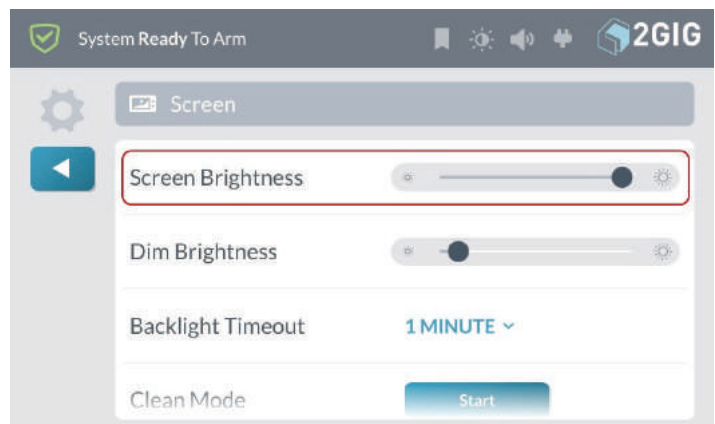 System Ready To Arm
2GIG
Screen
Screen Brightness
Dim Brightness
Backlight Timeout
1 MINUTE
Clean Mode
Start